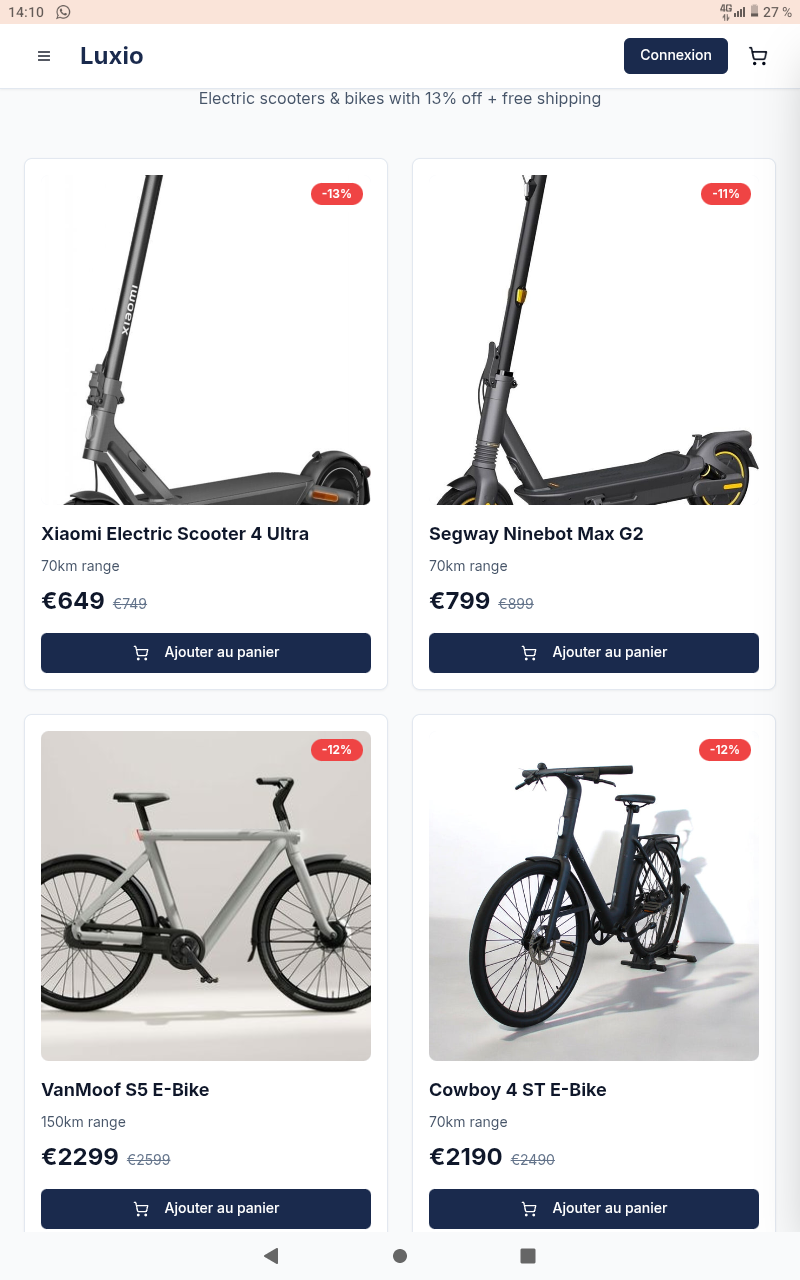 14:10
4G
27 %
Luxio
Connexion
Electric scooters & bikes with 13% off + free shipping
-13%
xiaomi
-11%
Xiaomi Electric Scooter 4 Ultra
70km range
€649 €749
Ajouter au panier
Segway Ninebot Max G2
70km range
€799 €899
Ajouter au panier
-12%
-12%
VanMoof S5 E-Bike
150km range
€2299 €2599
Ajouter au panier
Cowboy 4 ST E-Bike
70km range
€2190 €2490
Ajouter au panier